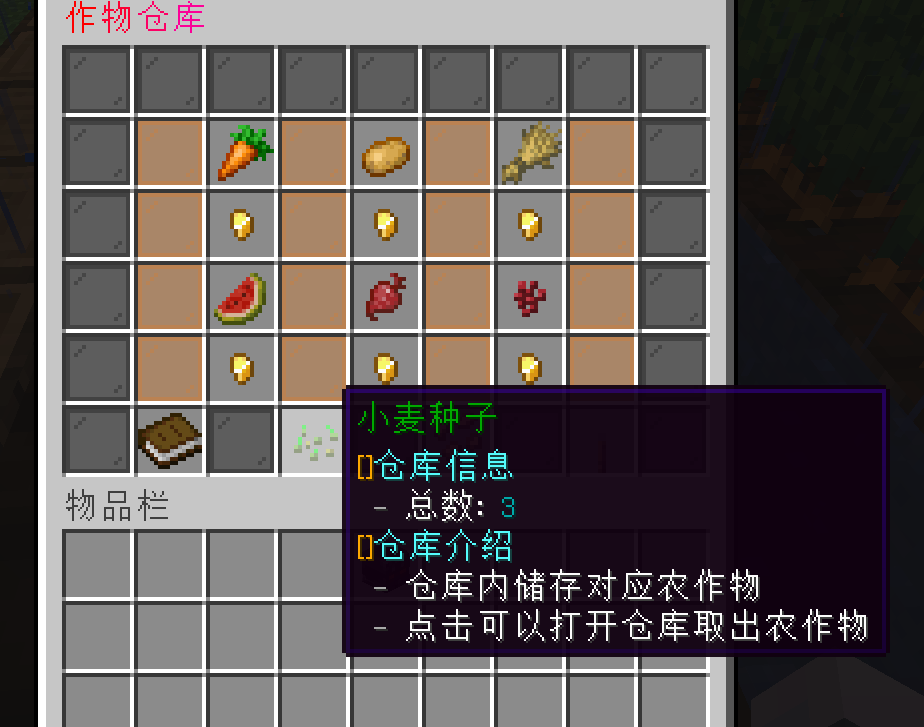 作物仓库
小麦种子
▯仓库信息
- 总数: 3
▯仓库介绍
- 仓库内储存对应农作物
- 点击可以打开仓库取出农作物
物品栏